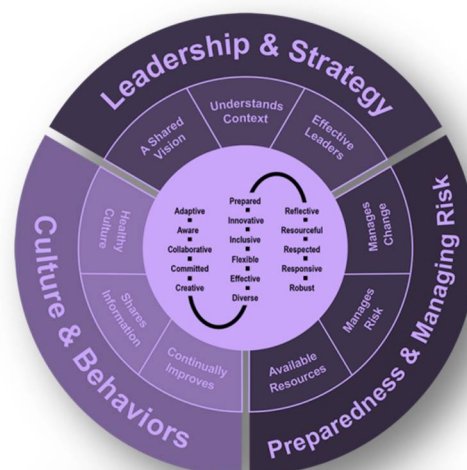 Leadership & Strategy
A Shared
Vision
Understands
Context
Effective
Leaders
Preparedness & Managing Risk
Manages
Change
Manages
Risk
Available
Resources
Culture & Behaviors
Healthy
Culture
Shares
Information
Continually
Improves
Adaptive
Aware
Collaborative
Committed
Creative
Prepared
Innovative
Inclusive
Flexible
Effective
Diverse
Reflective
Resourceful
Respected
Responsive
Robust